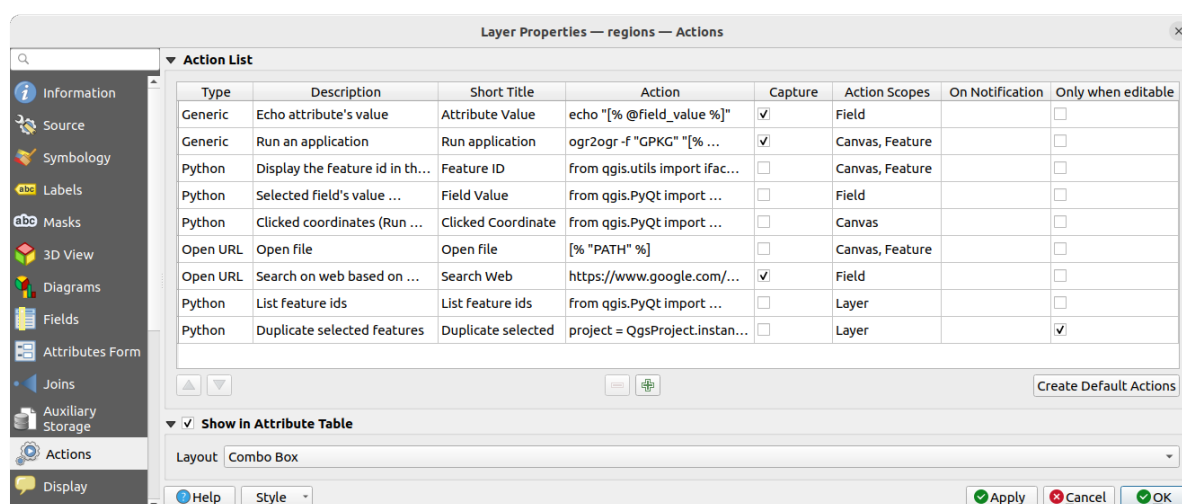 Layer Properties — regions — Actions
Action List
Type Description Short Title Action Capture Action Scopes On Notification Only when editable
Generic Echo attribute's value Attribute Value echo "[% @field_value %]" Field
Generic Run an application Run application ogr2ogr -f "GPKG" "[% ... Canvas, Feature
Python Display the feature id in th... Feature ID from qgis.utils import ifac... Canvas, Feature
Python Selected field's value ... Field Value from qgis.PyQt import ... Field
Python Clicked coordinates (Run ... Clicked Coordinate from qgis.PyQt import ... Canvas
Open URL Open file Open file [% "PATH" %] Canvas, Feature
Open URL Search on web based on ... Search Web https://www.google.com/... Field
Python List feature ids List feature ids from qgis.PyQt import ... Layer
Python Duplicate selected features Duplicate selected project = QgsProject.instan... Layer
Create Default Actions
Show in Attribute Table
Layout Combo Box
Information
Source
abc Labels
Symbology
abc Masks
3D View
Diagrams
Fields
Attributes Form
Joins
Auxiliary
Storage
Actions
Display
Help Style Apply Cancel OK